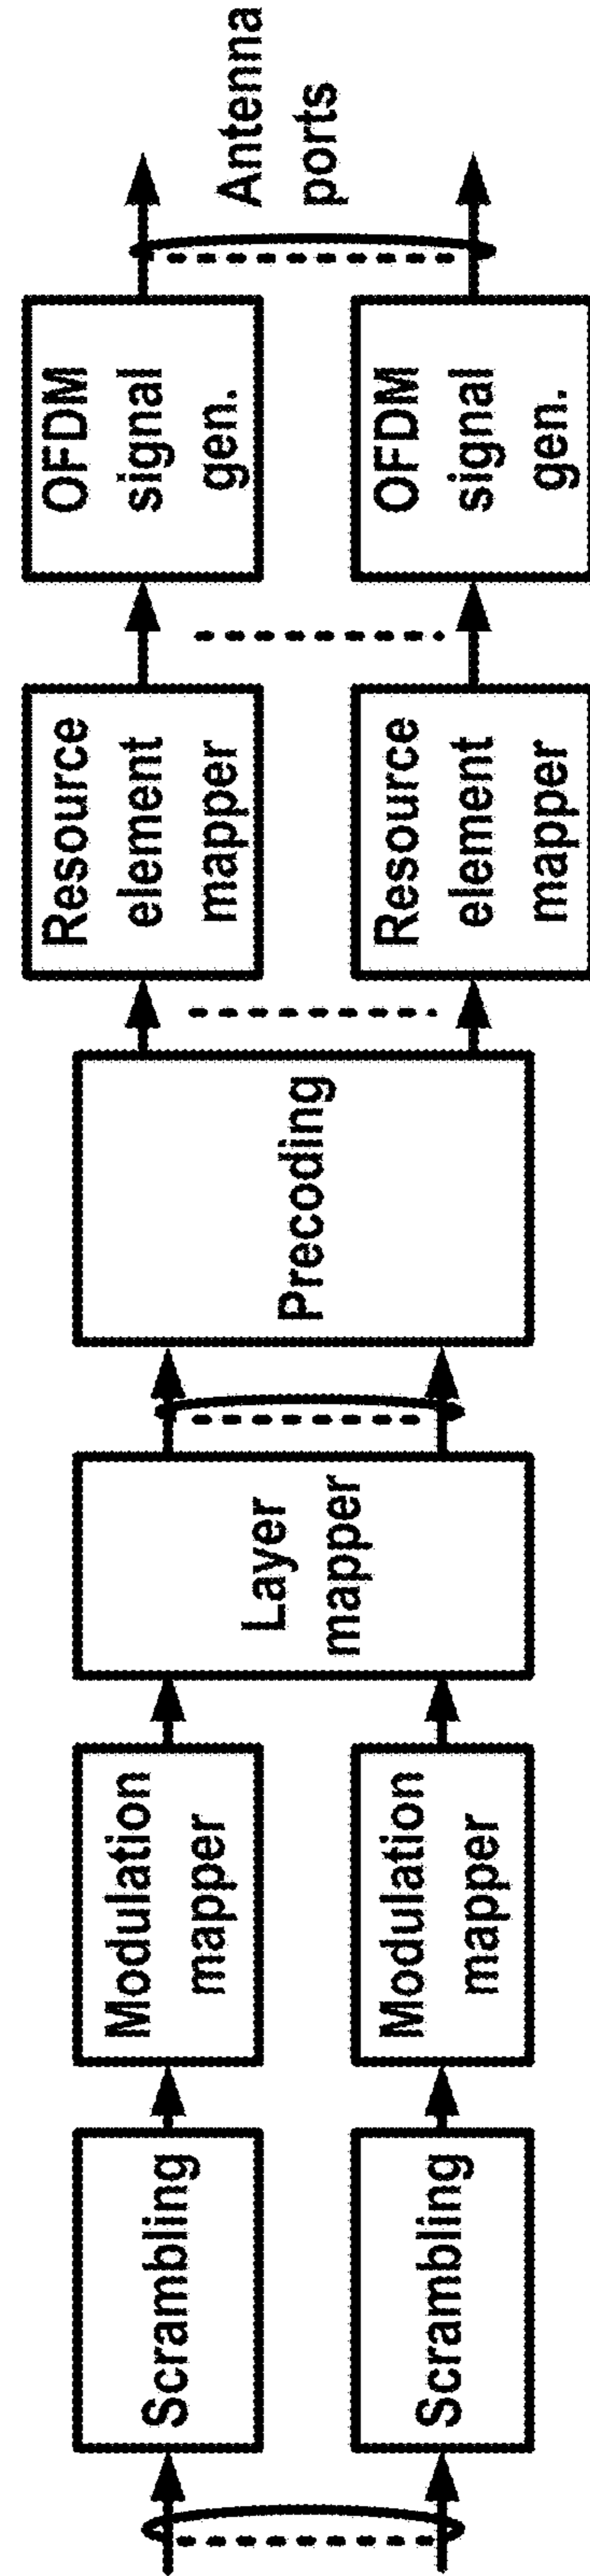 Scrambling
Scrambling
Modulation
mapper
Modulation
mapper
Layer
mapper
Precoding
Resource
element
mapper
Resource
element
mapper
OFDM
signal
gen.
OFDM
signal
gen.
Antenna
ports